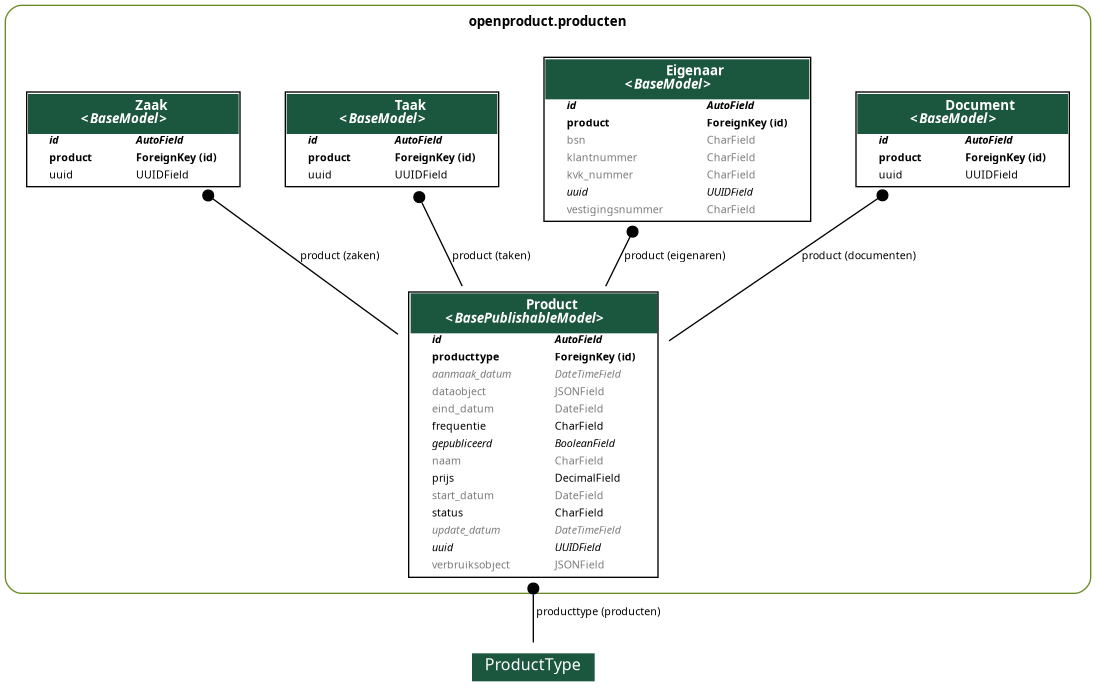 openproduct.producten
Zaak
<BaseModel>
id AutoField
product ForeignKey (id)
uuid UUIDField
Taak
<BaseModel>
id AutoField
product ForeignKey (id)
uuid UUIDField
Eigenaar
<BaseModel>
id AutoField
product ForeignKey (id)
bsn CharField
klantnummer CharField
kvk_nummer CharField
uuid UUIDField
vestigingsnummer CharField
Document
<BaseModel>
id AutoField
product ForeignKey (id)
uuid UUIDField
product (zaken)
product (taken)
product (eigenaren)
product (documenten)
Product
<BasePublishableModel>
id AutoField
producttype ForeignKey (id)
aanmaak_datum DateTimeField
dataobject JSONField
eind_datum DateField
frequentie CharField
gepubliceerd BooleanField
naam CharField
prijs DecimalField
start_datum DateField
status CharField
update_datum DateTimeField
uuid UUIDField
verbruiksobject JSONField
producttype (producten)
ProductType